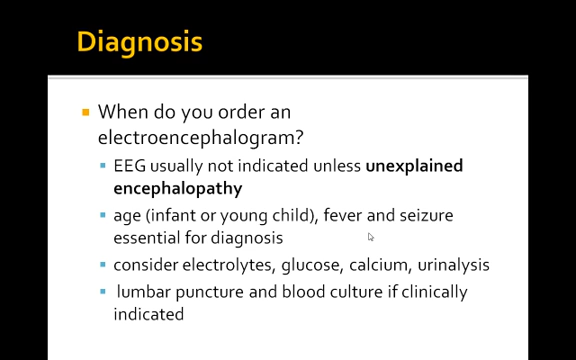 Diagnosis
When do you order an
electroencephalogram?
EEG usually not indicated unless unexplained
encephalopathy
age (infant or young child), fever and seizure
essential for diagnosis
consider electrolytes, glucose, calcium, urinalysis
lumbar puncture and blood culture if clinically
indicated